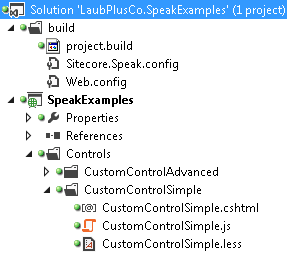 Solution 'LaubPlusCo.SpeakExamples' (1 project)
build
project.build
Sitecore.Speak.config
Web.config
SpeakExamples
Properties
References
Controls
CustomControlAdvanced
CustomControlSimple
CustomControlSimple.cshtml
CustomControlSimple.js
CustomControlSimple.less